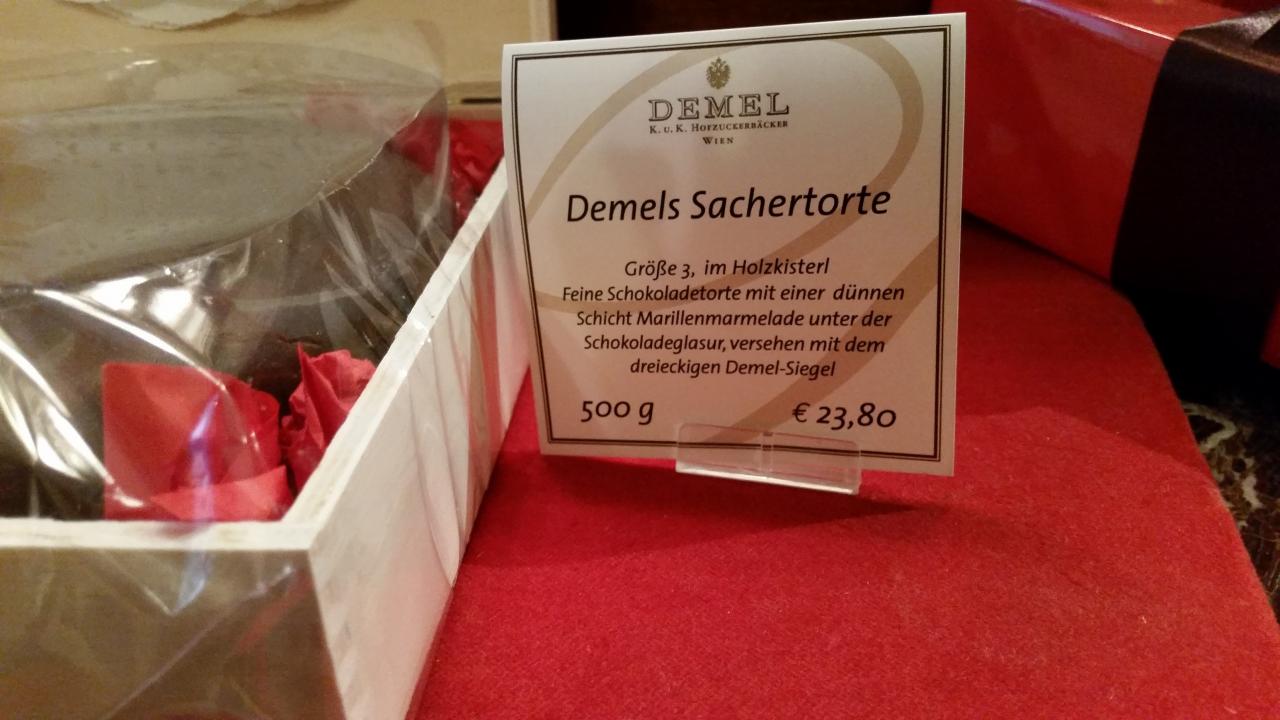 DEMEL
K. u. K. Hofzuckerbäcker
Wien
Demels Sachertorte
Größe 3, im Holzkisterl
Feine Schokoladetorte mit einer dünnen
Schicht Marillenmarmelade unter der
Schokoladeglasur, versehen mit dem
dreieckigen Demel-Siegel
500 g € 23,80